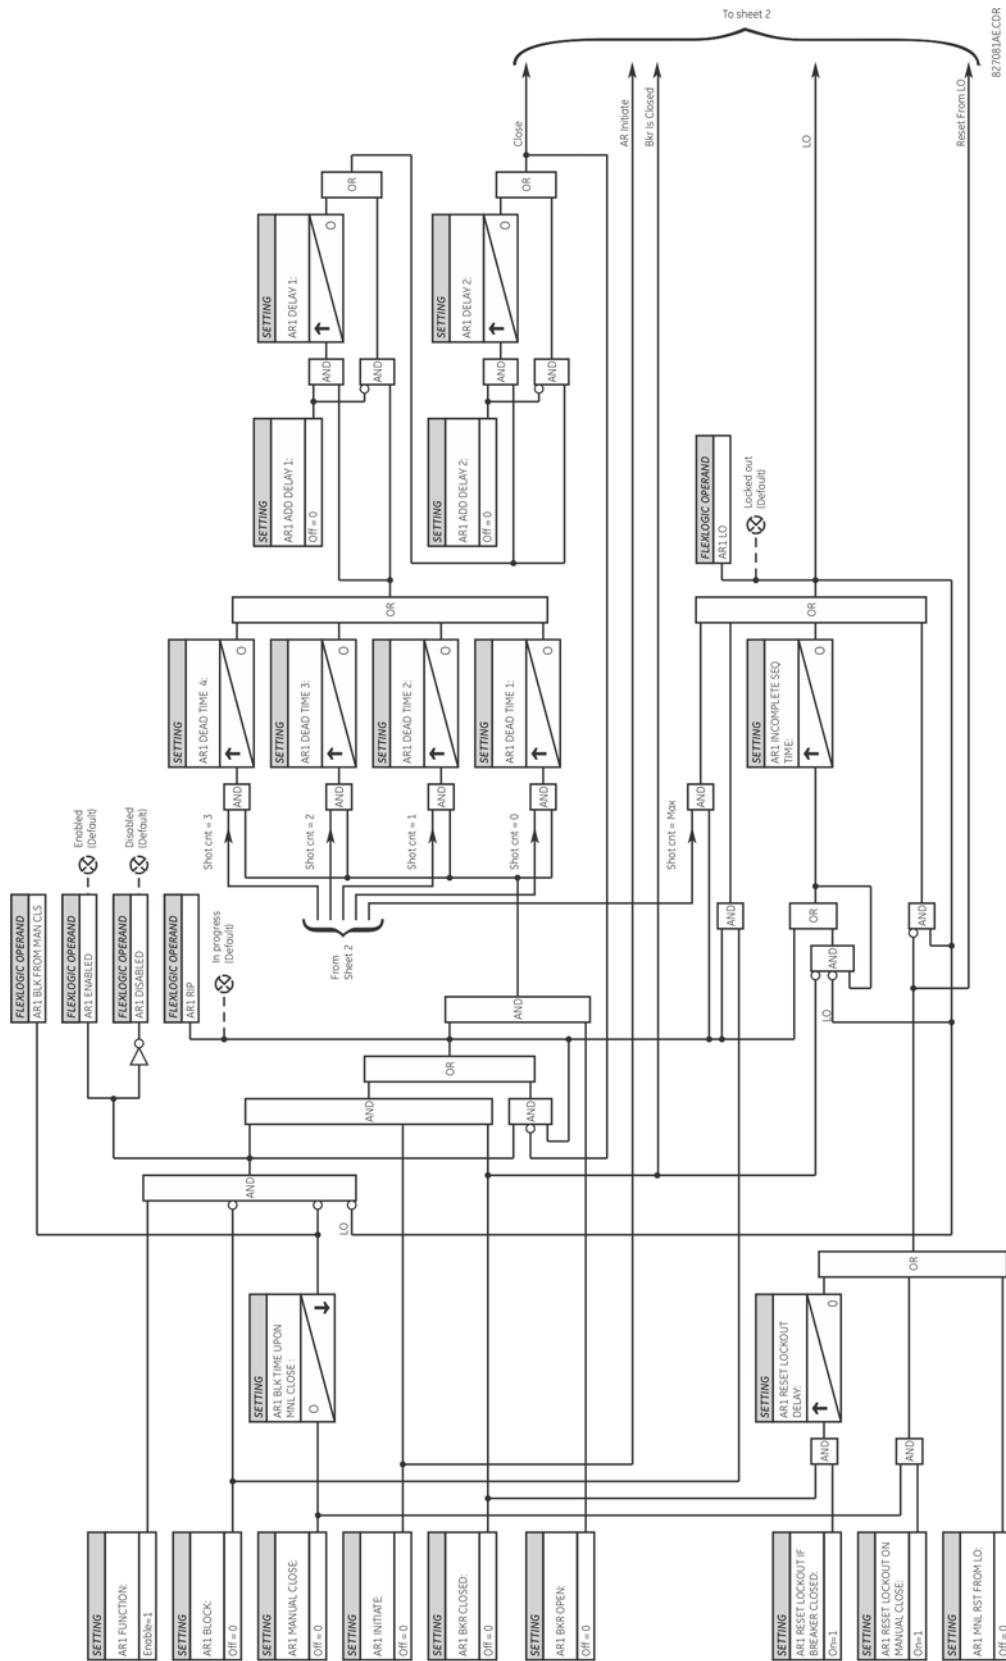 To sheet 2
827081AE.CDR
Close
AR Initiate
Bkr Is Closed
LO
Reset From LO
OR
SETTING
AR1 DELAY 1:
O
AND
AND
SETTING
AR1 ADD DELAY 1:
Off = 0
OR
SETTING
AR1 DELAY 2:
O
AND
AND
SETTING
AR1 ADD DELAY 2:
Off = 0
FLEXLOGIC OPERAND
AR1 LO
Locked out
(Default)
OR
OR
SETTING
AR1 DEAD TIME 4:
O
SETTING
AR1 DEAD TIME 3:
O
SETTING
AR1 DEAD TIME 2:
O
SETTING
AR1 DEAD TIME 1:
O
SETTING
AR1 INCOMPLETE SEQ
TIME:
O
AND
AND
AND
AND
AND
Shot cnt = 3
Shot cnt = 2
Shot cnt = 1
Shot cnt = 0
Shot cnt = Max
From
Sheet 2
AND
OR
AND
LO
AND
FLEXLOGIC OPERAND
AR1 BLK FROM MAN CLS
FLEXLOGIC OPERAND
AR1 ENABLED
Enabled
(Default)
FLEXLOGIC OPERAND
AR1 DISABLED
Disabled
(Default)
FLEXLOGIC OPERAND
AR1 RIP
In progress
(Default)
AND
OR
AND
AND
AND
LO
OR
SETTING
AR1 BLK TIME UPON
MNL CLOSE :
O
SETTING
AR1 RESET LOCKOUT
DELAY:
0
AND
AND
SETTING
AR1 FUNCTION:
Enable=1
SETTING
AR1 BLOCK:
Off = 0
SETTING
AR1 MANUAL CLOSE:
Off = 0
SETTING
AR1 INITIATE:
Off = 0
SETTING
AR1 BKR CLOSED:
Off = 0
SETTING
AR1 BKR OPEN:
Off = 0
SETTING
AR1 RESET LOCKOUT IF
BREAKER CLOSED:
On=1
SETTING
AR1 RESET LOCKOUT ON
MANUAL CLOSE:
On=1
SETTING
AR1 MNL RST FROM LO:
Off = 0